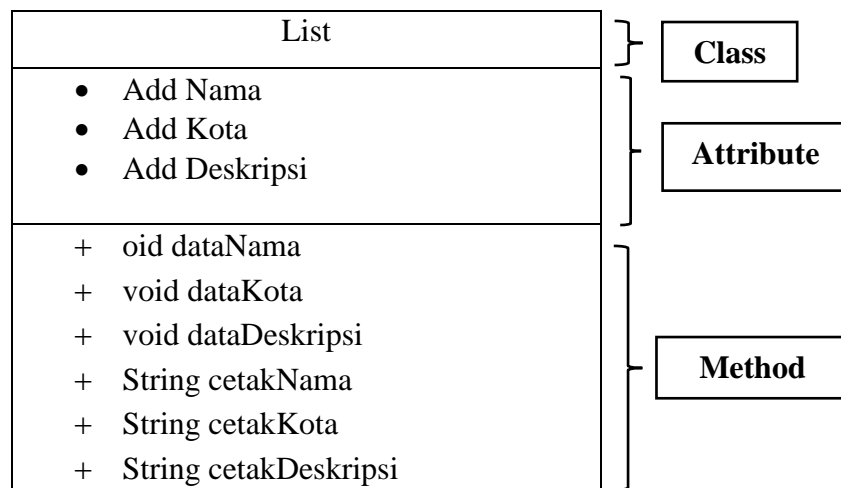 List
Class
• Add Nama
• Add Kota
• Add Deskripsi
Attribute
+ oid dataNama
+ void dataKota
+ void dataDeskripsi
+ String cetakNama
+ String cetakKota
+ String cetakDeskripsi
Method